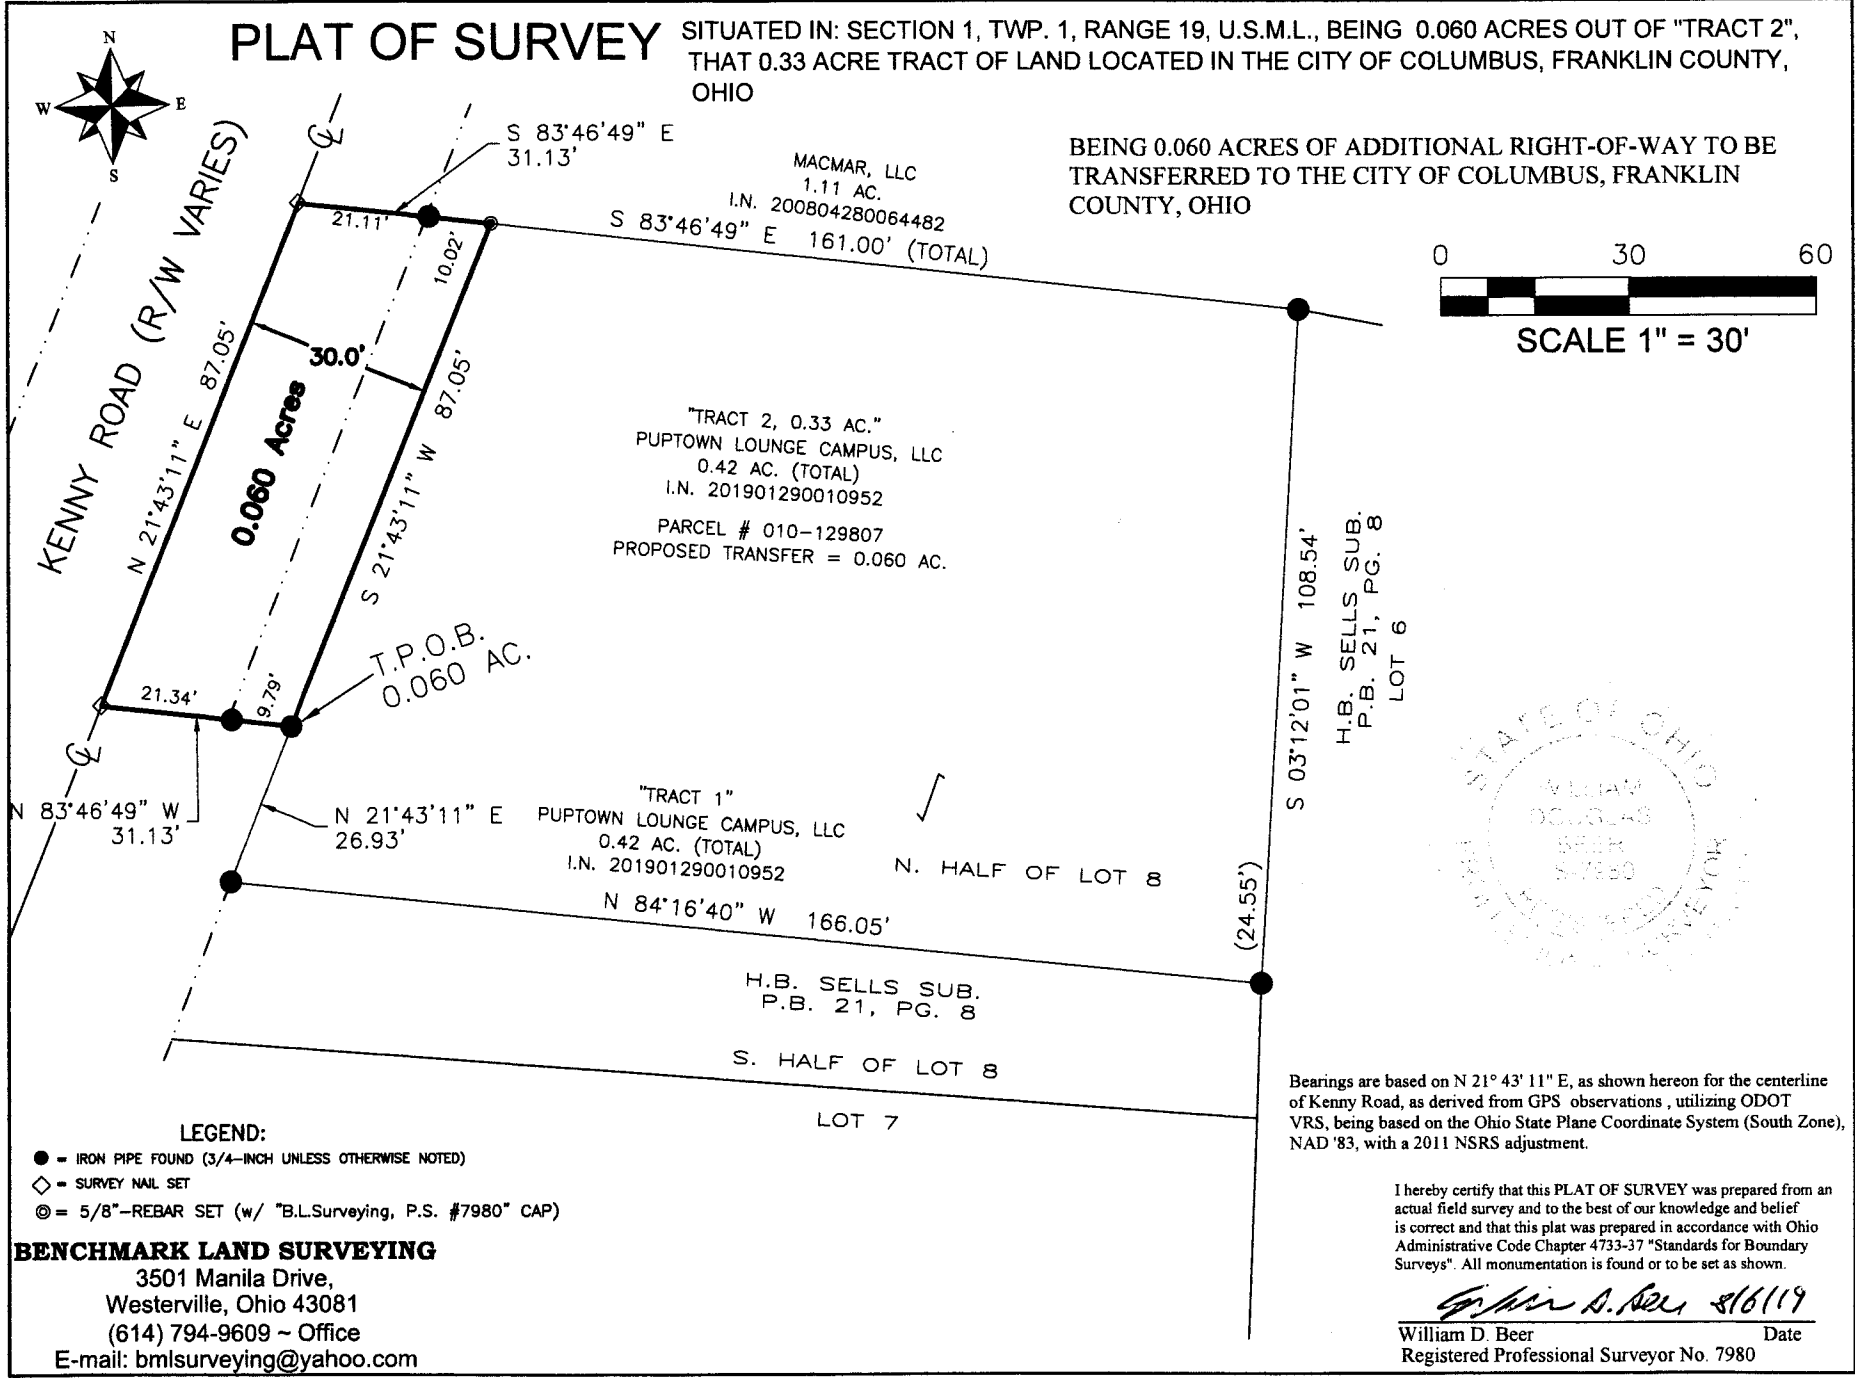 PLAT OF SURVEY
SITUATED IN: SECTION 1, TWP. 1, RANGE 19, U.S.M.L., BEING 0.060 ACRES OUT OF "TRACT 2",
THAT 0.33 ACRE TRACT OF LAND LOCATED IN THE CITY OF COLUMBUS, FRANKLIN COUNTY,
OHIO
N
W
E
S
BEING 0.060 ACRES OF ADDITIONAL RIGHT-OF-WAY TO BE
TRANSFERRED TO THE CITY OF COLUMBUS, FRANKLIN
COUNTY, OHIO
0 30 60
SCALE 1" = 30'
KENNY ROAD (R/W VARIES)
CL
S 83°46'49" E
31.13'
MACMAR, LLC
1.11 AC.
I.N. 200804280064482
S 83°46'49" E 161.00' (TOTAL)
21.11'
10.02'
N 21°43'11" E 87.05'
30.0'
0.060 Acres
S 21°43'11" W 87.05'
"TRACT 2, 0.33 AC."
PUPTOWN LOUNGE CAMPUS, LLC
0.42 AC. (TOTAL)
I.N. 201901290010952
PARCEL # 010-129807
PROPOSED TRANSFER = 0.060 AC.
S 03°12'01" W 108.54'
H.B. SELLS SUB.
P.B. 21, PG. 8
LOT 6
T.P.O.B.
0.060 AC.
21.34'
9.79'
CL
N 83°46'49" W
31.13'
N 21°43'11" E
26.93'
"TRACT 1"
PUPTOWN LOUNGE CAMPUS, LLC
0.42 AC. (TOTAL)
I.N. 201901290010952
N. HALF OF LOT 8
(24.55')
N 84°16'40" W 166.05'
H.B. SELLS SUB.
P.B. 21, PG. 8
S. HALF OF LOT 8
LOT 7
STATE OF OHIO
WILLIAM
DOUGLAS
BEER
S-7980
Bearings are based on N 21° 43' 11" E, as shown hereon for the centerline
of Kenny Road, as derived from GPS observations , utilizing ODOT
VRS, being based on the Ohio State Plane Coordinate System (South Zone),
NAD '83, with a 2011 NSRS adjustment.
LEGEND:
= IRON PIPE FOUND (3/4-INCH UNLESS OTHERWISE NOTED)
= SURVEY NAIL SET
= 5/8"-REBAR SET (w/ "B.L.Surveying, P.S. #7980" CAP)
BENCHMARK LAND SURVEYING
3501 Manila Drive,
Westerville, Ohio 43081
(614) 794-9609 ~ Office
E-mail: bmlsurveying@yahoo.com
I hereby certify that this PLAT OF SURVEY was prepared from an
actual field survey and to the best of our knowledge and belief
is correct and that this plat was prepared in accordance with Ohio
Administrative Code Chapter 4733-37 "Standards for Boundary
Surveys". All monumentation is found or to be set as shown.
8/6/19
William D. Beer Date
Registered Professional Surveyor No. 7980